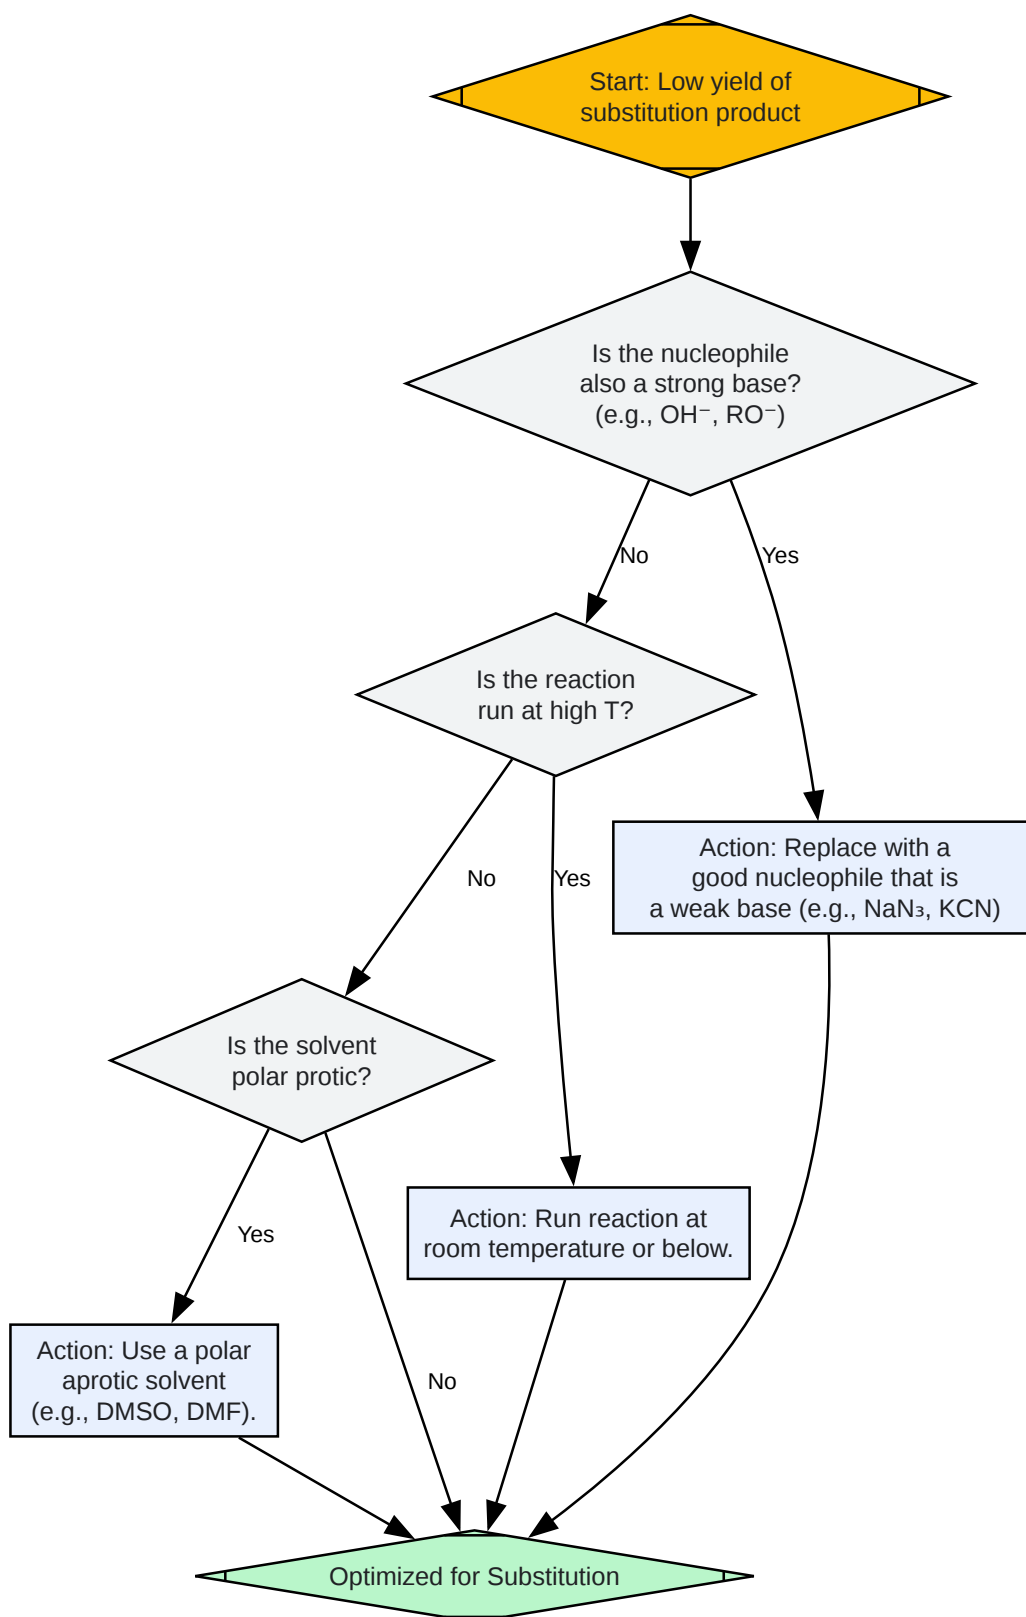 Start: Low yield of
substitution product
Is the nucleophile
also a strong base?
(e.g., OH⁻, RO⁻)
No
Yes
Is the reaction
run at high T?
No
Yes
Action: Replace with a
good nucleophile that is
a weak base (e.g., NaN₃, KCN)
Is the solvent
polar protic?
Yes
No
Action: Run reaction at
room temperature or below.
Action: Use a polar
aprotic solvent
(e.g., DMSO, DMF).
Optimized for Substitution